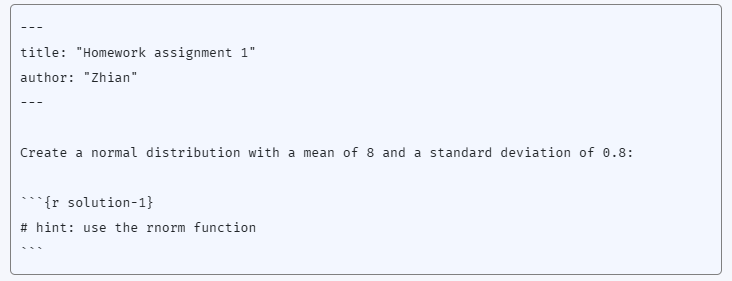 ---
title: "Homework assignment 1"
author: "Zhian"
---
Create a normal distribution with a mean of 8 and a standard deviation of 0.8:
```{r solution-1}
# hint: use the rnorm function
```